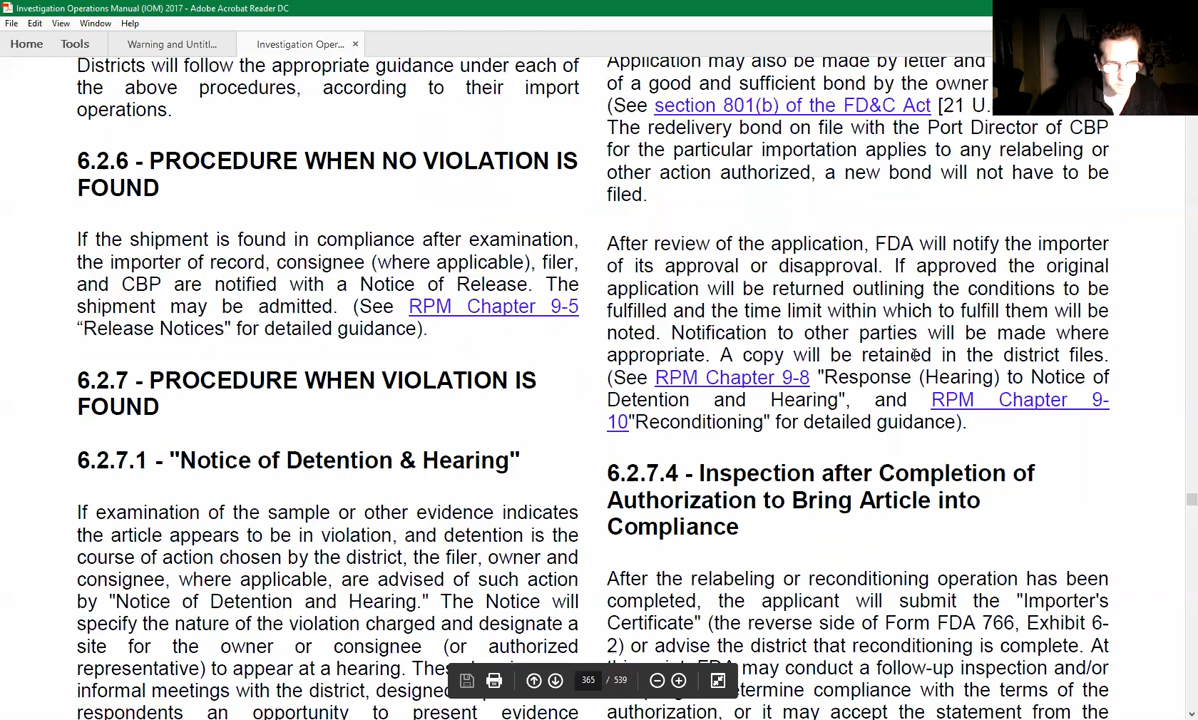 Investigation Operations Manual (IOM) 2017 - Adobe Acrobat Reader DC
File Edit View Window Help
Home Tools Warning and Untitl... Investigation Oper... ×
Districts will follow the appropriate guidance under each of
the above procedures, according to their import
operations.
6.2.6 - PROCEDURE WHEN NO VIOLATION IS
FOUND
If the shipment is found in compliance after examination,
the importer of record, consignee (where applicable), filer,
and CBP are notified with a Notice of Release. The
shipment may be admitted. (See RPM Chapter 9-5
“Release Notices" for detailed guidance).
6.2.7 - PROCEDURE WHEN VIOLATION IS
FOUND
6.2.7.1 - "Notice of Detention & Hearing"
If examination of the sample or other evidence indicates
the article appears to be in violation, and detention is the
course of action chosen by the district, the filer, owner and
consignee, where applicable, are advised of such action
by "Notice of Detention and Hearing." The Notice will
specify the nature of the violation charged and designate a
site for the owner or consignee (or authorized
representative) to appear at a hearing.
informal meetings with the district, designed
respondents an opportunity to present evidence
Application may also be made by letter and
of a good and sufficient bond by the owner
(See section 801(b) of the FD&C Act [21 U.
The redelivery bond on file with the Port Director of CBP
for the particular importation applies to any relabeling or
other action authorized, a new bond will not have to be
filed.
After review of the application, FDA will notify the importer
of its approval or disapproval. If approved the original
application will be returned outlining the conditions to be
fulfilled and the time limit within which to fulfill them will be
noted. Notification to other parties will be made where
appropriate. A copy will be retained in the district files.
(See RPM Chapter 9-8 "Response (Hearing) to Notice of
Detention and Hearing", and RPM Chapter 9-
10"Reconditioning" for detailed guidance).
6.2.7.4 - Inspection after Completion of
Authorization to Bring Article into
Compliance
After the relabeling or reconditioning operation has been
completed, the applicant will submit the "Importer's
Certificate" (the reverse side of Form FDA 766, Exhibit 6-
2) or advise the district that reconditioning is complete. At
may conduct a follow-up inspection and/or
determine compliance with the terms of the
authorization, or it may accept the statement from the
365 / 539